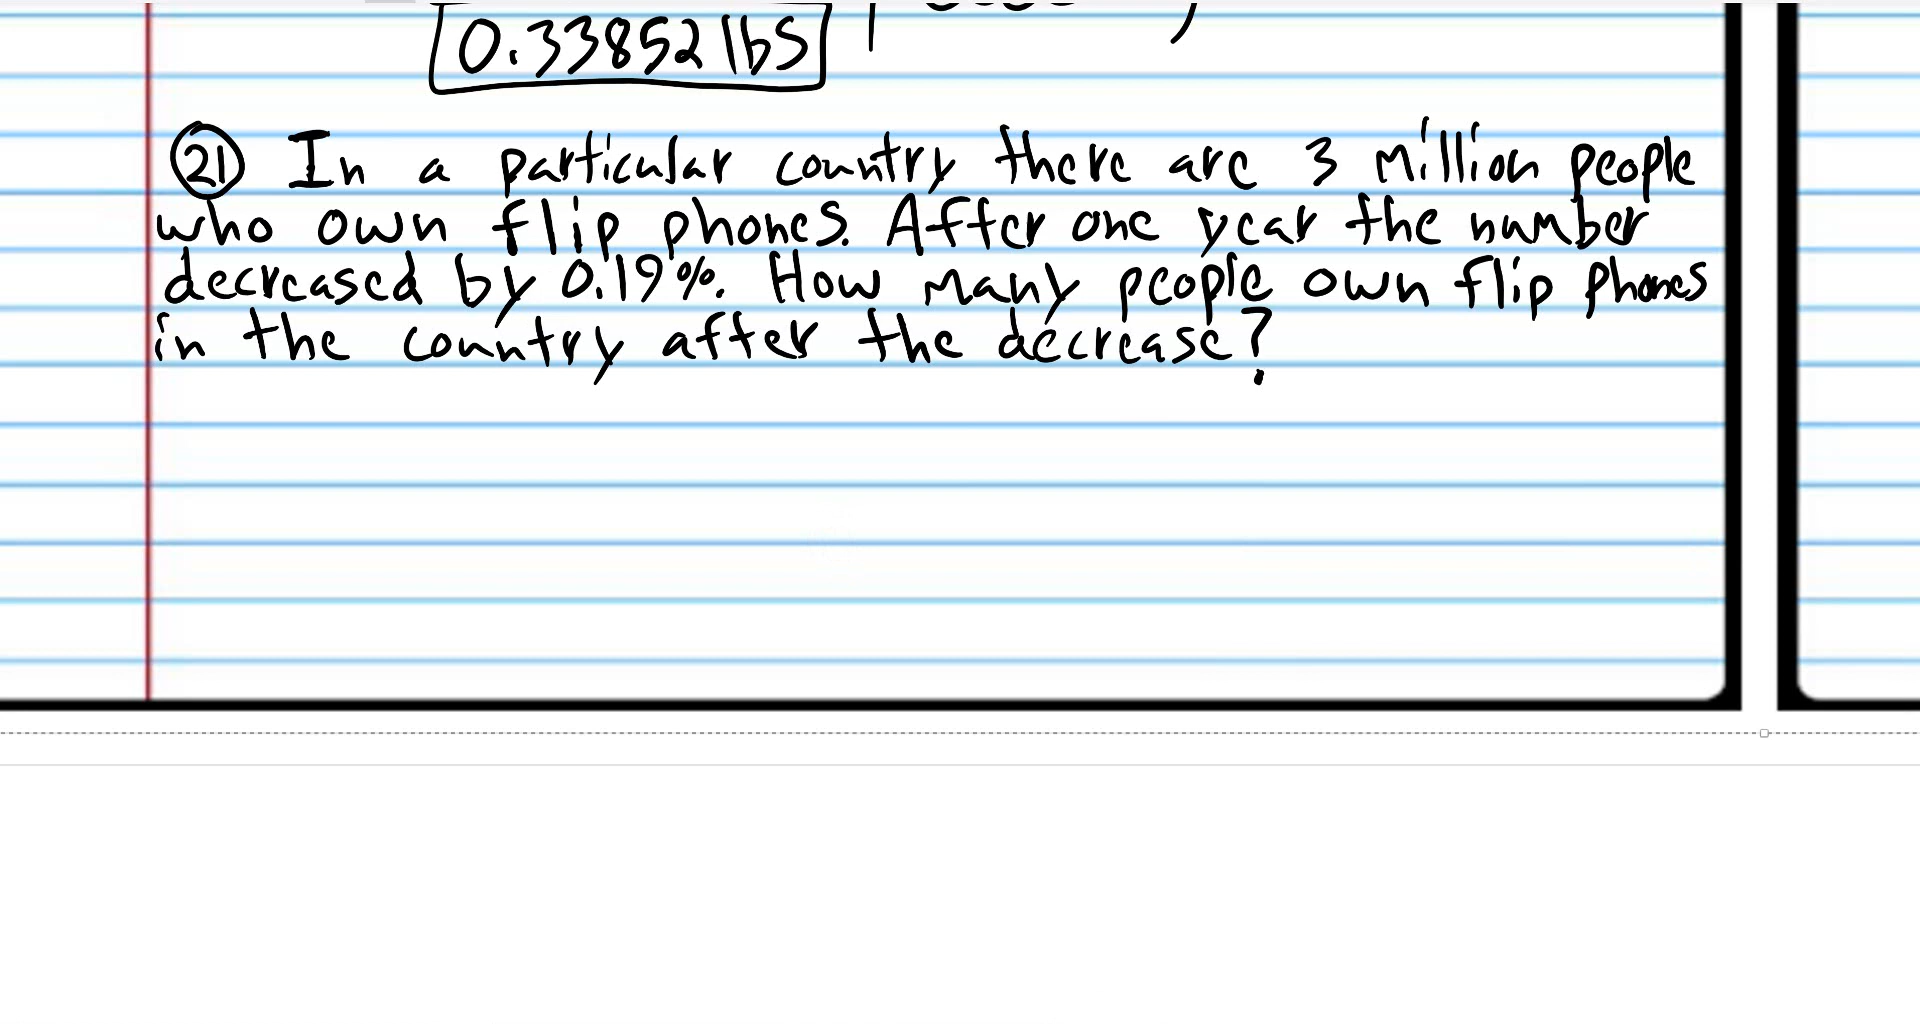 0.33852 lbs
21 In a particular country there are 3 million people
who own flip phones. After one year the number
decreased by 0.19%. How many people own flip phones
in the country after the decrease?